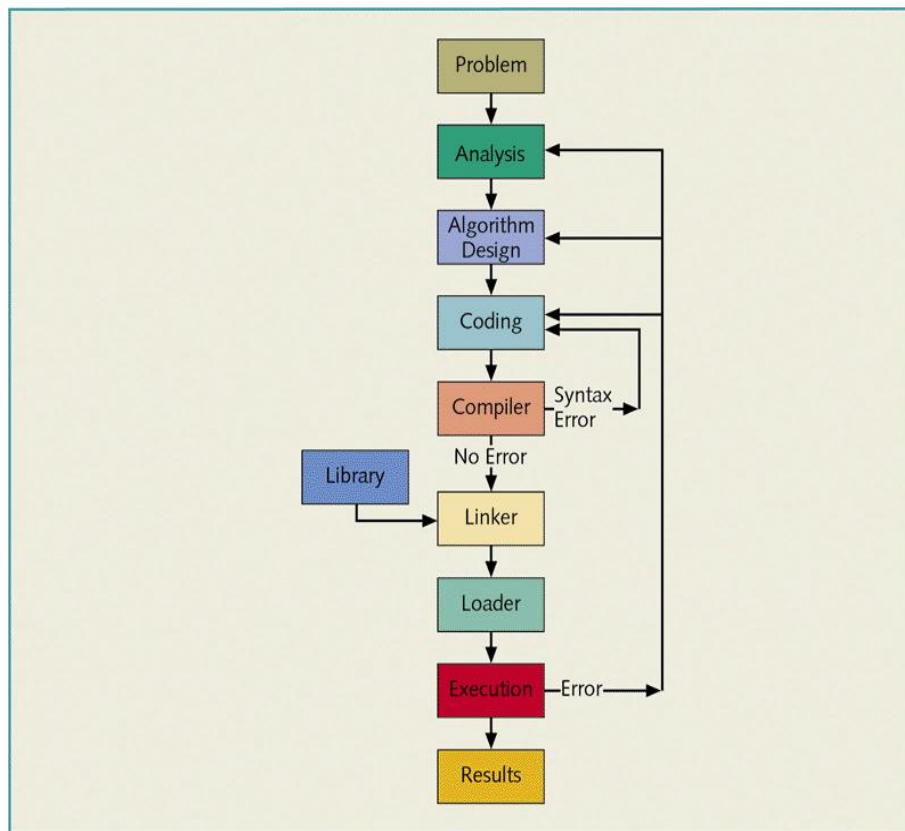 Problem
Analysis
Algorithm
Design
Coding
Compiler
Syntax
Error
No Error
Library
Linker
Loader
Execution
Error
Results